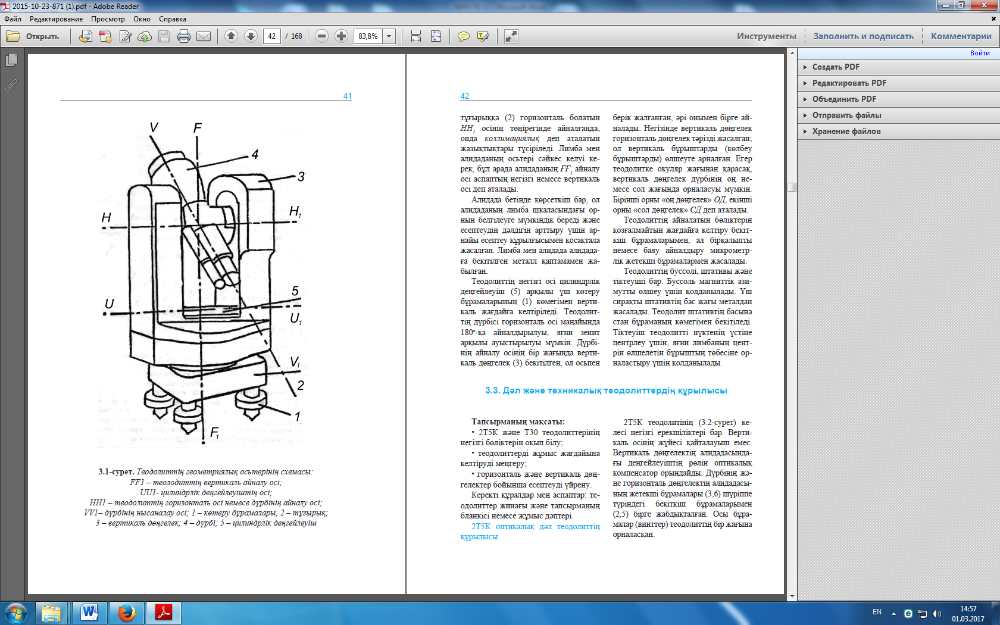 2015-10-23-871 (1).pdf - Adobe Reader
Файл Редактирование Просмотр Окно Справка
Открыть 42 / 168 83,8% Инструменты Заполнить и подписать Комментарии
Войти
Создать PDF
Редактировать PDF
Объединить PDF
Отправить файлы
Хранение файлов
41
V F
4
3
H H1
5
U U1
V1
2
1
F1
3.1-сурет. Теодолиттің геометриялық осьтерінің схемасы:
FF1 – теолодиттің вертикаль айналу осі;
UU1- цилиндрлік деңгейлеуіштің осі;
HH1 – теодолиттің горизонталь осі немесе дүрбінің айналу осі;
VV1– дүрбінің нысаналау осі; 1 – көтеру бұрамалары, 2 – тұғырық;
3 – вертикаль дөңгелек; 4 – дүрбі; 5 – цилиндрлік деңгейлеуіш
42
тұғырыққа (2) горизонталь болатын
HH1 осінің төңірегінде айналғанда,
онда коллимациялық деп аталатын
жазықтықтары түсіріледі. Лимба мен
алидаданың осьтері сәйкес келуі ке-
рек, бұл арада алидаданың FF1 айналу
осі аспаптың негізгі немесе вертикаль
осі деп аталады.
Алидада бетінде көрсеткіш бар, ол
алидаданың лимба шкаласындағы ор-
нын белгілеуге мүмкіндік береді және
есептеудің дәлдігін арттыру үшін ар-
найы есептеу құрылғысымен қосақтала
жасалған. Лимба мен алидада алидада-
ға бекітілген металл қаптамамен жа-
былған.
Теодолиттің негізгі осі цилиндрлік
деңгейлеуіш (5) арқылы үш көтеру
бұрамаларының (1) көмегімен верти-
каль жағдайға келтіріледі. Теодолит-
тің дүрбісі горизонталь осі маңайында
180°-қа айналдырылуы, яғни зенит
арқылы ауыстырылуы мүмкін. Дүрбі-
нің айналу осінің бір жағында верти-
каль дөңгелек (3) бекітілген, ол осьпен
берік жалғанған, әрі онымен бірге ай-
налады. Негізінде вертикаль дөңгелек
горизонталь дөңгелек тәрізді жасалған;
ол вертикаль бұрыштарды (көлбеу
бұрыштарды) өлшеуге арналған. Егер
теодолитке окуляр жағынан қарасақ,
вертикаль дөңгелек дүрбінің оң не-
месе сол жағында орналасуы мүмкін.
Бірінші орны «оң дөңгелек» ОД, екінші
орны «сол дөңгелек» СД деп аталады.
Теодолиттің айналатын бөліктерін
қозғалмайтын жағдайға келтіру бекіт-
кіш бұрамаларымен, ал бірқалыпты
немесе баяу айналдыру микрометр-
лік жетекші бұрамалармен жасалады.
Теодолиттің буссолі, штативы және
тіктеуіші бар. Буссоль магниттік ази-
мутты өлшеу үшін қолданылады. Үш
сирақты штативтің бас жағы металдан
жасалады. Теодолит штативтің басына
стан бұраманың көмегімен бекітіледі.
Тіктеуіш теодолитті нүктенің үстіне
центрлеу үшін, яғни лимбаның цент-
рін өлшелетін бұрыштың төбесіне ор-
наластыру үшін қолданылады.
3.3. Дәл және техникалық теодолиттердің құрылысы
Тапсырманың мақсаты:
• 2Т5К және Т30 теодолиттерінің
негізгі бөліктерін оқып білу;
• теодолиттерді жұмыс жағдайына
келтіруді меңгеру;
• горизонталь және вертикаль дөң-
гелектер бойынша есептеуді үйрену.
Керекті құралдар мен аспаптар: те-
одолиттер жинағы және тапсырманың
бланкісі немесе жұмыс дәптері.
2Т5К оптикалық дәл теодолиттің
құрылысы
2Т5К теодолитінің (3.2-сурет) ке-
лесі негізгі ерекшіліктері бар. Верти-
каль осінің жүйесі қайталауыш емес.
Вертикаль дөңгелектің алидадасында-
ғы деңгейлеуіштің рөлін оптикалық
компенсатор орындайды. Дүрбінің жә-
не горизонталь дөңгелектің алидадасы-
ның жетекші бұрамалары (3,6) шүріппе
түріндегі бекіткіш бұрамаларымен
(2,5) бірге жабдықталған. Осы бұра-
малар (винттер) теодолиттің бір жағына
орналасқан.
EN 14:57
01.03.2017